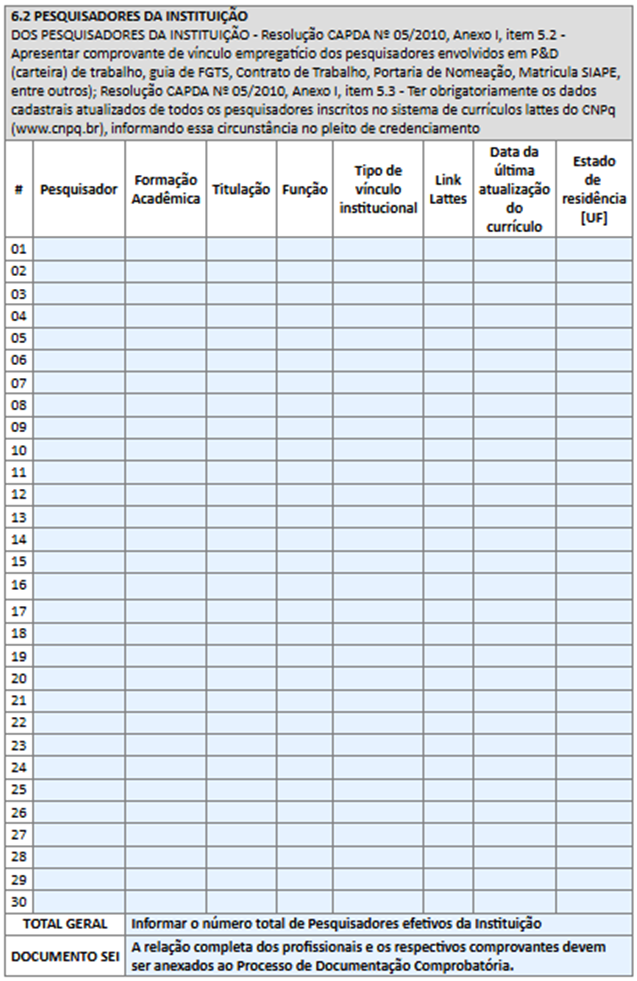 6.2 PESQUISADORES DA INSTITUIÇÃO
DOS PESQUISADORES DA INSTITUIÇÃO - Resolução CAPDA Nº 05/2010, Anexo I, item 5.2 -
Apresentar comprovante de vínculo empregatício dos pesquisadores envolvidos em P&D
(carteira) de trabalho, guia de FGTS, Contrato de Trabalho, Portaria de Nomeação, Matricula SIAPE,
entre outros); Resolução CAPDA Nº 05/2010, Anexo I, item 5.3 - Ter obrigatoriamente os dados
cadastrais atualizados de todos os pesquisadores inscritos no sistema de currículos lattes do CNPq
(www.cnpq.br), informando essa circunstância no pleito de credenciamento
#
Pesquisador
Formação
Acadêmica
Titulação
Função
Tipo de
vínculo
institucional
Link
Lattes
Data da
última
atualização
do
currículo
Estado
de
residência
[UF]
01
02
03
04
05
06
07
08
09
10
11
12
13
14
15
16
17
18
19
20
21
22
23
24
25
26
27
28
29
30
TOTAL GERAL
Informar o número total de Pesquisadores efetivos da Instituição
DOCUMENTO SEI
A relação completa dos profissionais e os respectivos comprovantes devem
ser anexados ao Processo de Documentação Comprobatória.